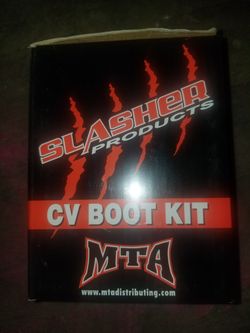 SLASHER
PRODUCTS
CV BOOT KIT
MTA
www.mtadistributing.com